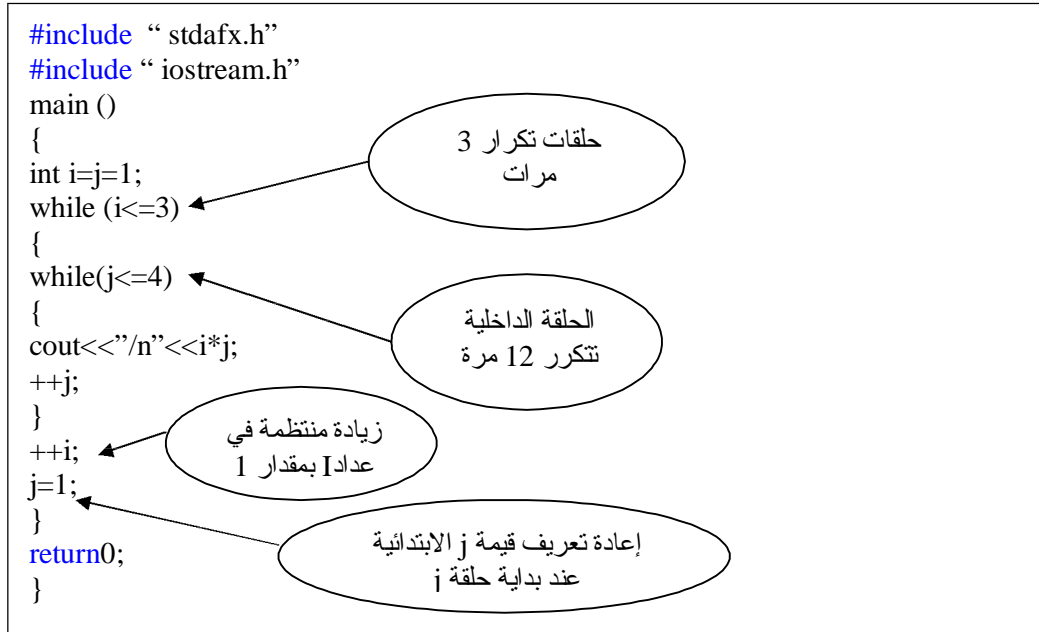 #include “ stdafx.h”
#include “ iostream.h”
main ()
{
حلقات تكرار 3
مرات
int i=j=1;
while (i<=3)
{
while(j<=4)
{
الحلقة الداخلية
تتكرر 12 مرة
cout<<”/n”<<i*j;
++j;
}
زيادة منتظمة في
عدادI بمقدار 1
++i;
j=1;
}
إعادة تعريف قيمة j الابتدائية
عند بداية حلقة j
return0;
}